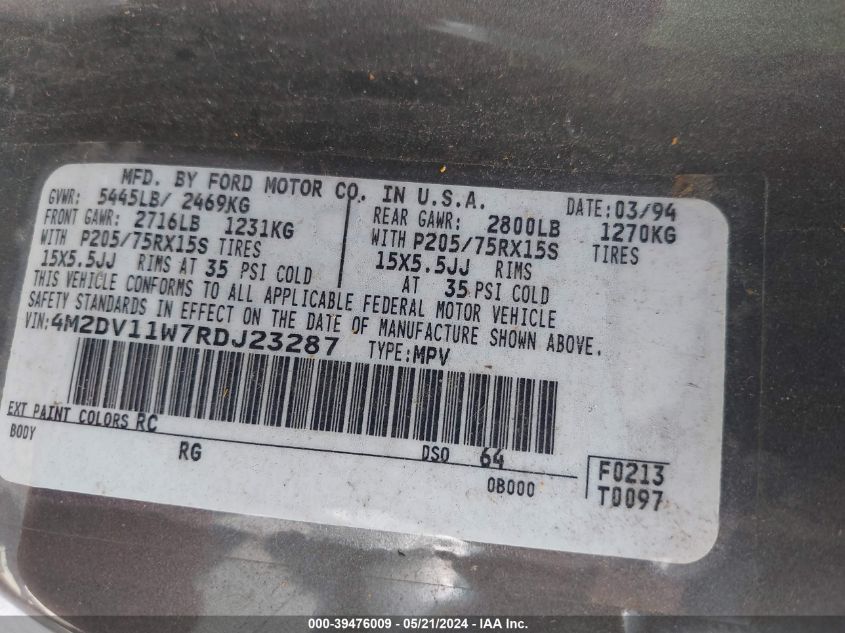 MFD. BY FORD MOTOR CO. IN U.S.A.
GVWR: 5445LB/ 2469KG
DATE: 03/94
FRONT GAWR: 2716LB 1231KG
REAR GAWR: 2800LB 1270KG
WITH P205/75RX15S TIRES
WITH P205/75RX15S TIRES
15X5.5JJ RIMS AT 35 PSI COLD
15X5.5JJ RIMS
AT 35 PSI COLD
THIS VEHICLE CONFORMS TO ALL APPLICABLE FEDERAL MOTOR VEHICLE
SAFETY STANDARDS IN EFFECT ON THE DATE OF MANUFACTURE SHOWN ABOVE.
VIN: 4M2DV11W7RDJ23287 TYPE: MPV
EXT PAINT COLORS RC
BODY RG DSO 64
0B000
F0213
T0097
000-39476009 - 05/21/2024 - IAA Inc.